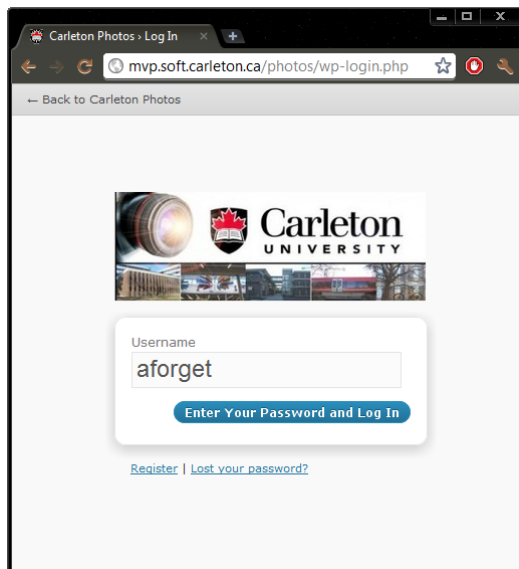 Carleton Photos › Log In
mvp.soft.carleton.ca/photos/wp-login.php
← Back to Carleton Photos
Carleton
UNIVERSITY
Username
aforget
Enter Your Password and Log In
Register | Lost your password?